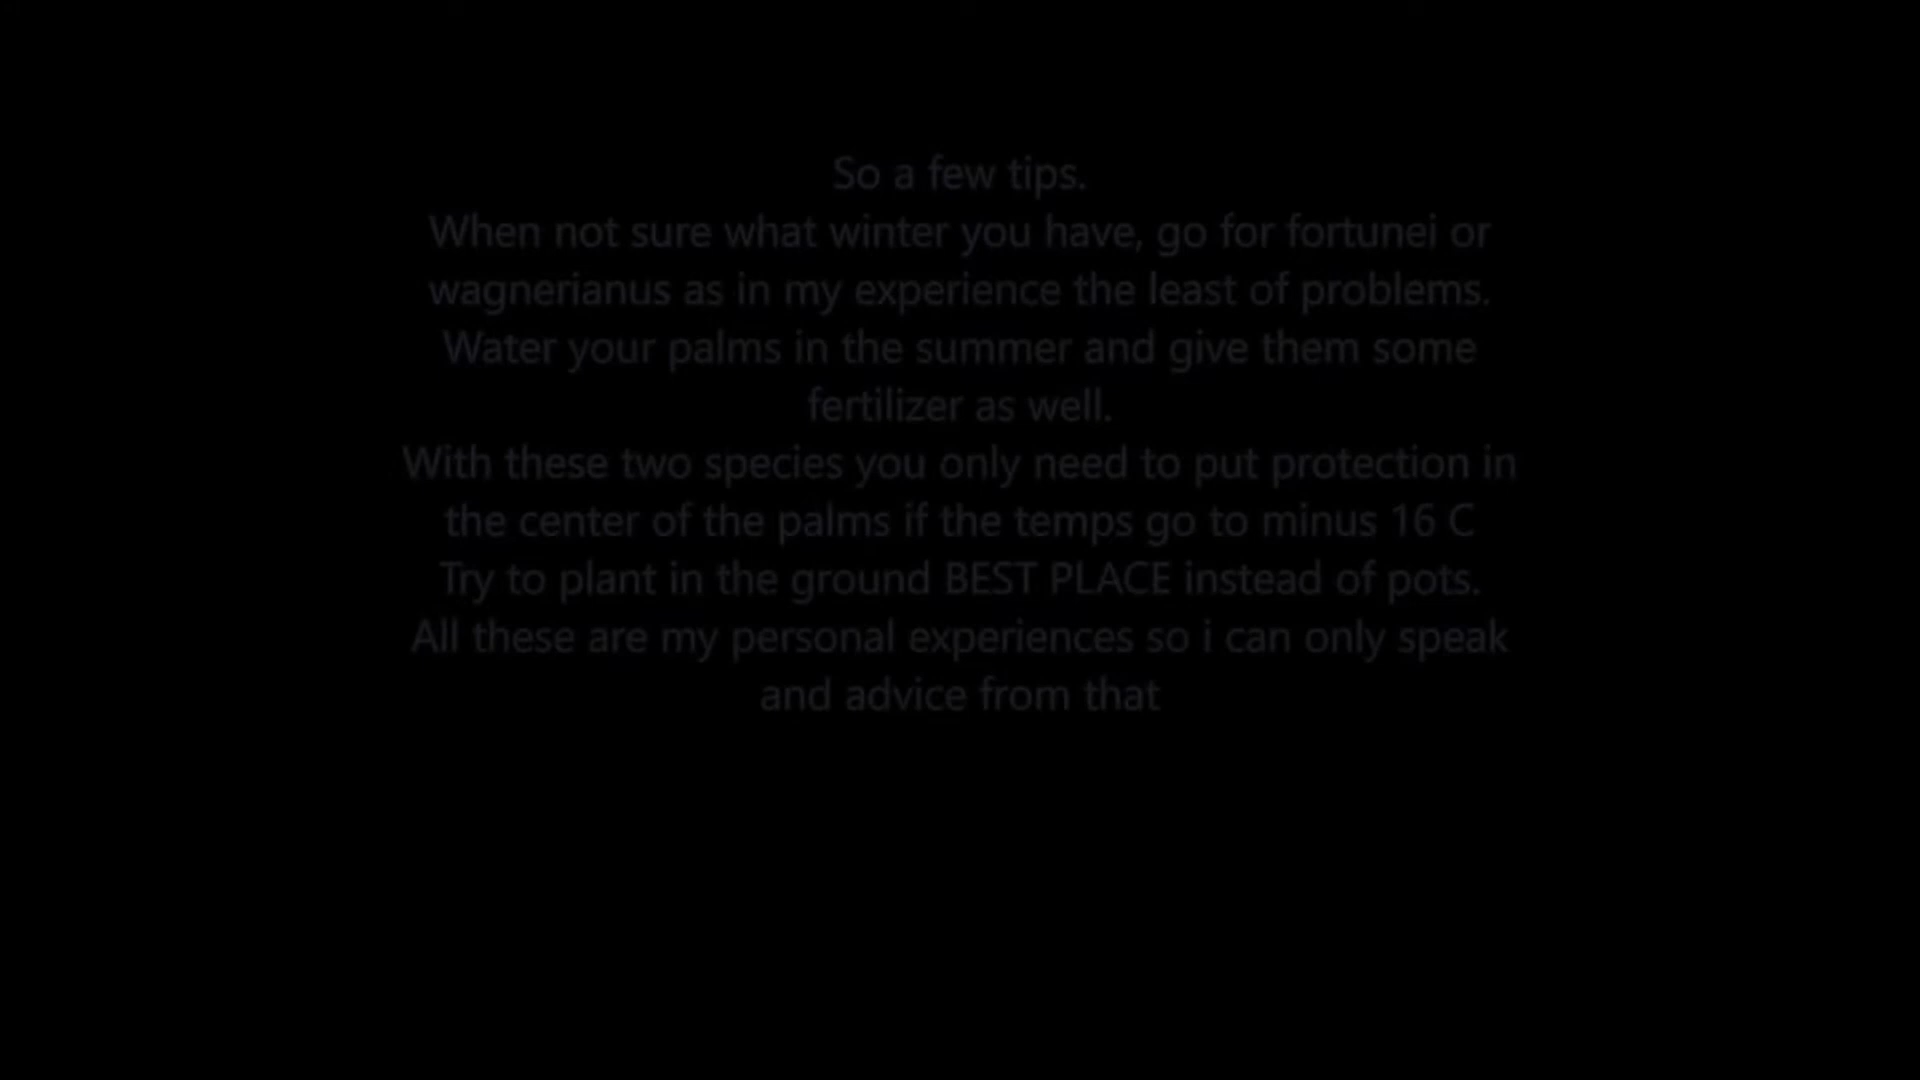 So a few tips.
When not sure what winter you have, go for fortunei or
wagnerianus as in my experience the least of problems.
Water your palms in the summer and give them some
fertilizer as well.
With these two species you only need to put protection in
the center of the palms if the temps go to minus 16 C
Try to plant in the ground BEST PLACE instead of pots.
All these are my personal experiences so i can only speak
and advice from that